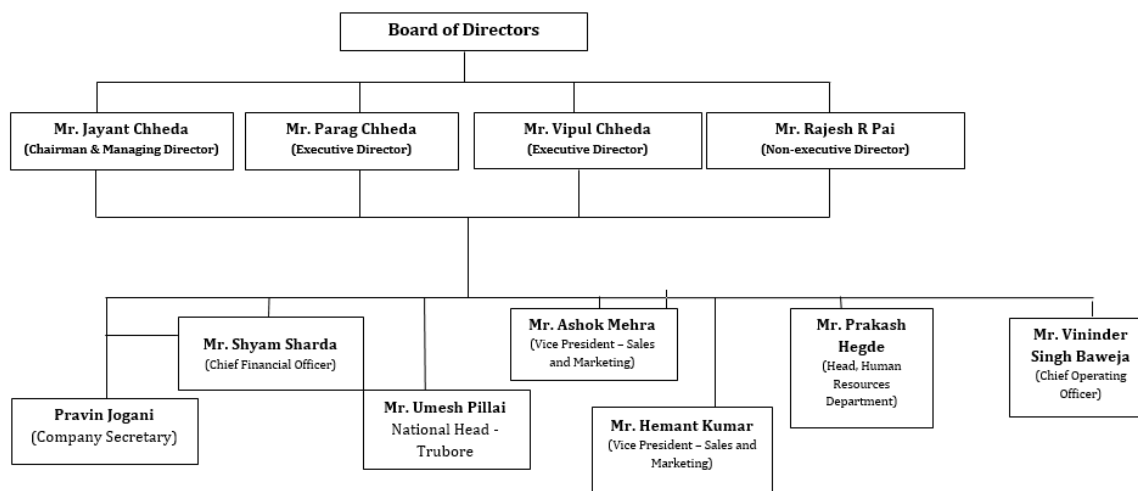 Board of Directors
Mr. Jayant Chheda
(Chairman & Managing Director)
Mr. Parag Chheda
(Executive Director)
Mr. Vipul Chheda
(Executive Director)
Mr. Rajesh R Pai
(Non-executive Director)
Mr. Shyam Sharda
(Chief Financial Officer)
Mr. Ashok Mehra
(Vice President – Sales
and Marketing)
Mr. Prakash
Hegde
(Head, Human
Resources
Department)
Mr. Vininder
Singh Baweja
(Chief Operating
Officer)
Pravin Jogani
(Company Secretary)
Mr. Umesh Pillai
National Head -
Trubore
Mr. Hemant Kumar
(Vice President – Sales and
Marketing)